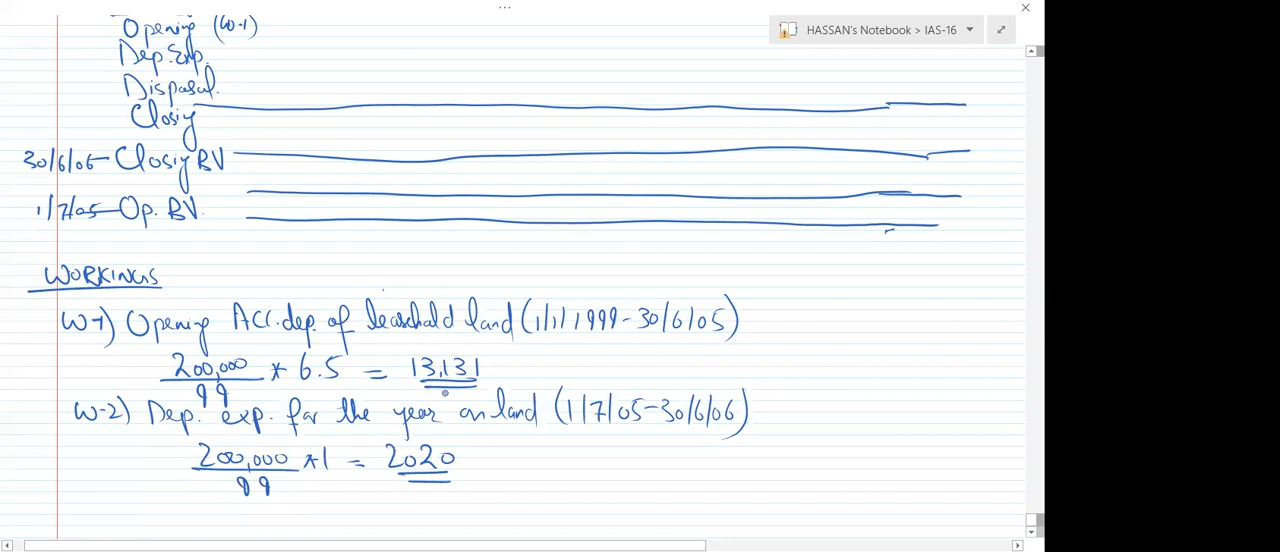 ...
HASSAN's Notebook > IAS-16
Opening (W-1)
Dep. Exp.
Disposal.
Closiy
30/6/06 - Closiy BV
1/7/05 - Op. BV.
WORKINGS
W-1) Opening Acc. dep. of leasehold land (1/1/1999 - 30/6/05)
200,000 / 99 * 6.5 = 13,131
W-2) Dep. exp. for the year on land (1/7/05 - 30/6/06)
200,000 / 99 * 1 = 2020